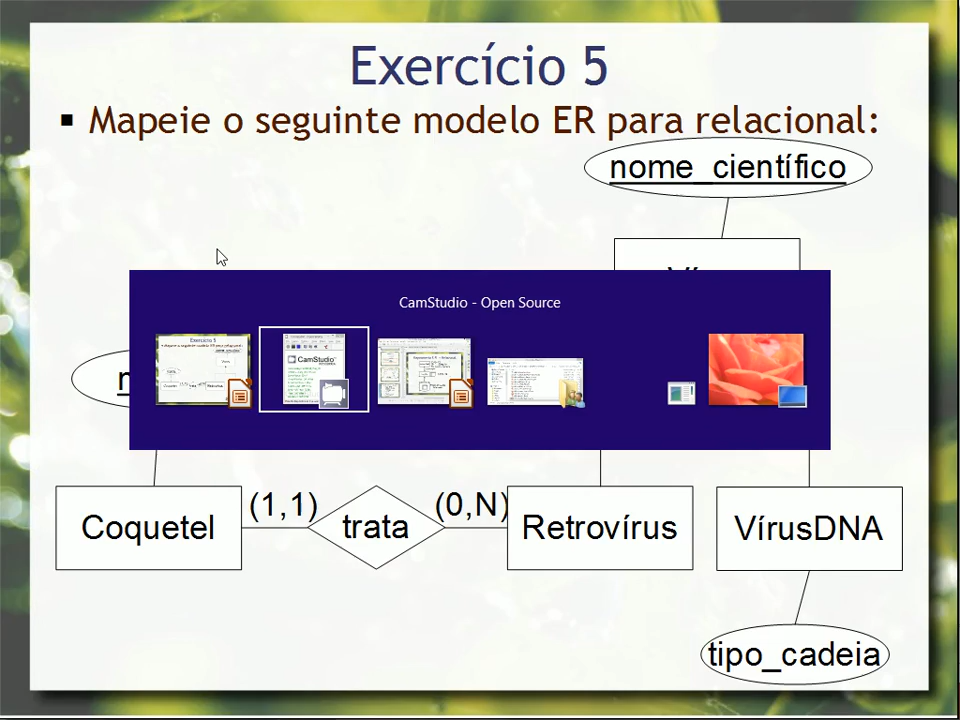 Exercício 5
Mapeie o seguinte modelo ER para relacional:
nome_científico
CamStudio - Open Source
CamStudio
(1,1)
(0,N)
Coquetel
trata
Retrovírus
VírusDNA
tipo_cadeia